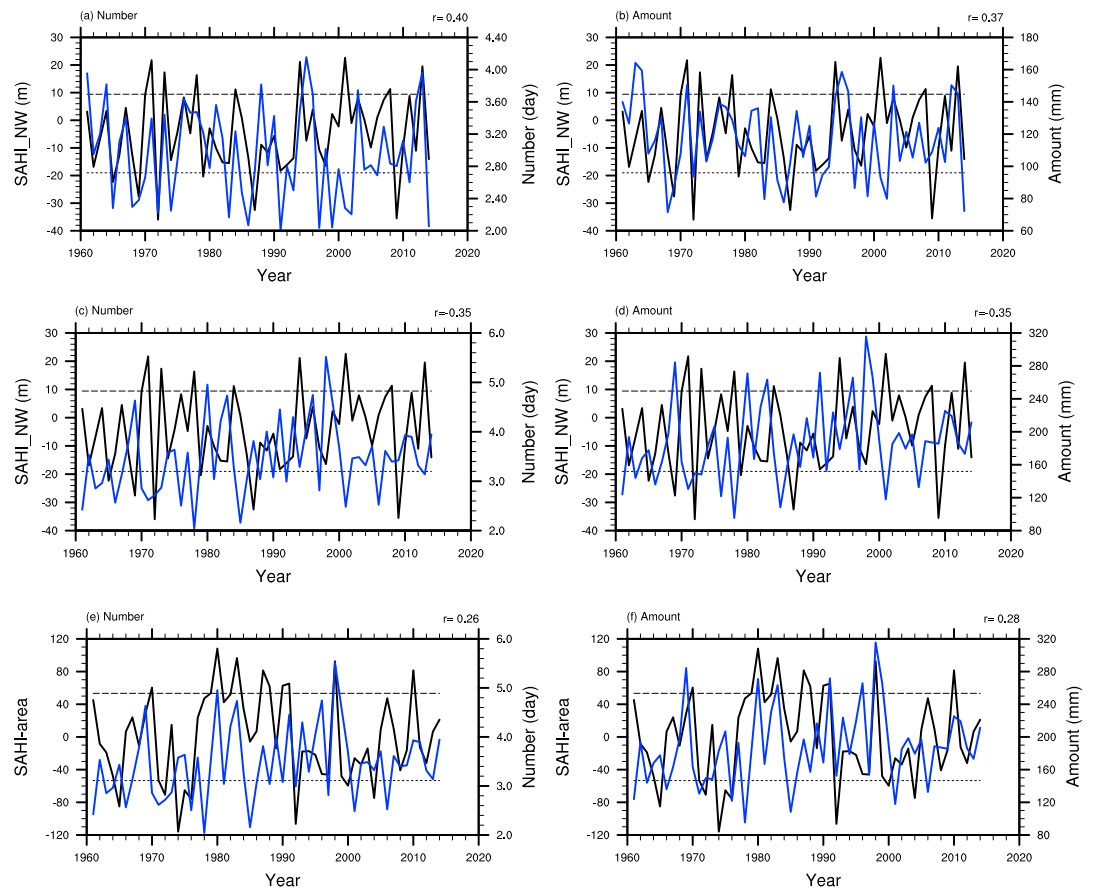 (a) Number r= 0.40
30 20 10 0 -10 -20 -30 -40
SAHI_NW (m)
4.40 4.00 3.60 3.20 2.80 2.40 2.00
Number (day)
1960 1970 1980 1990 2000 2010 2020
Year
(b) Amount r= 0.37
30 20 10 0 -10 -20 -30 -40
SAHI_NW (m)
180 160 140 120 100 80 60
Amount (mm)
1960 1970 1980 1990 2000 2010 2020
Year
(c) Number r=-0.35
30 20 10 0 -10 -20 -30 -40
SAHI_NW (m)
6.0 5.0 4.0 3.0 2.0
Number (day)
1960 1970 1980 1990 2000 2010 2020
Year
(d) Amount r=-0.35
30 20 10 0 -10 -20 -30 -40
SAHI_NW (m)
320 280 240 200 160 120 80
Amount (mm)
1960 1970 1980 1990 2000 2010 2020
Year
(e) Number r= 0.26
120 80 40 0 -40 -80 -120
SAHI-area
6.0 5.0 4.0 3.0 2.0
Number (day)
1960 1970 1980 1990 2000 2010 2020
Year
(f) Amount r= 0.28
120 80 40 0 -40 -80 -120
SAHI-area
320 280 240 200 160 120 80
Amount (mm)
1960 1970 1980 1990 2000 2010 2020
Year